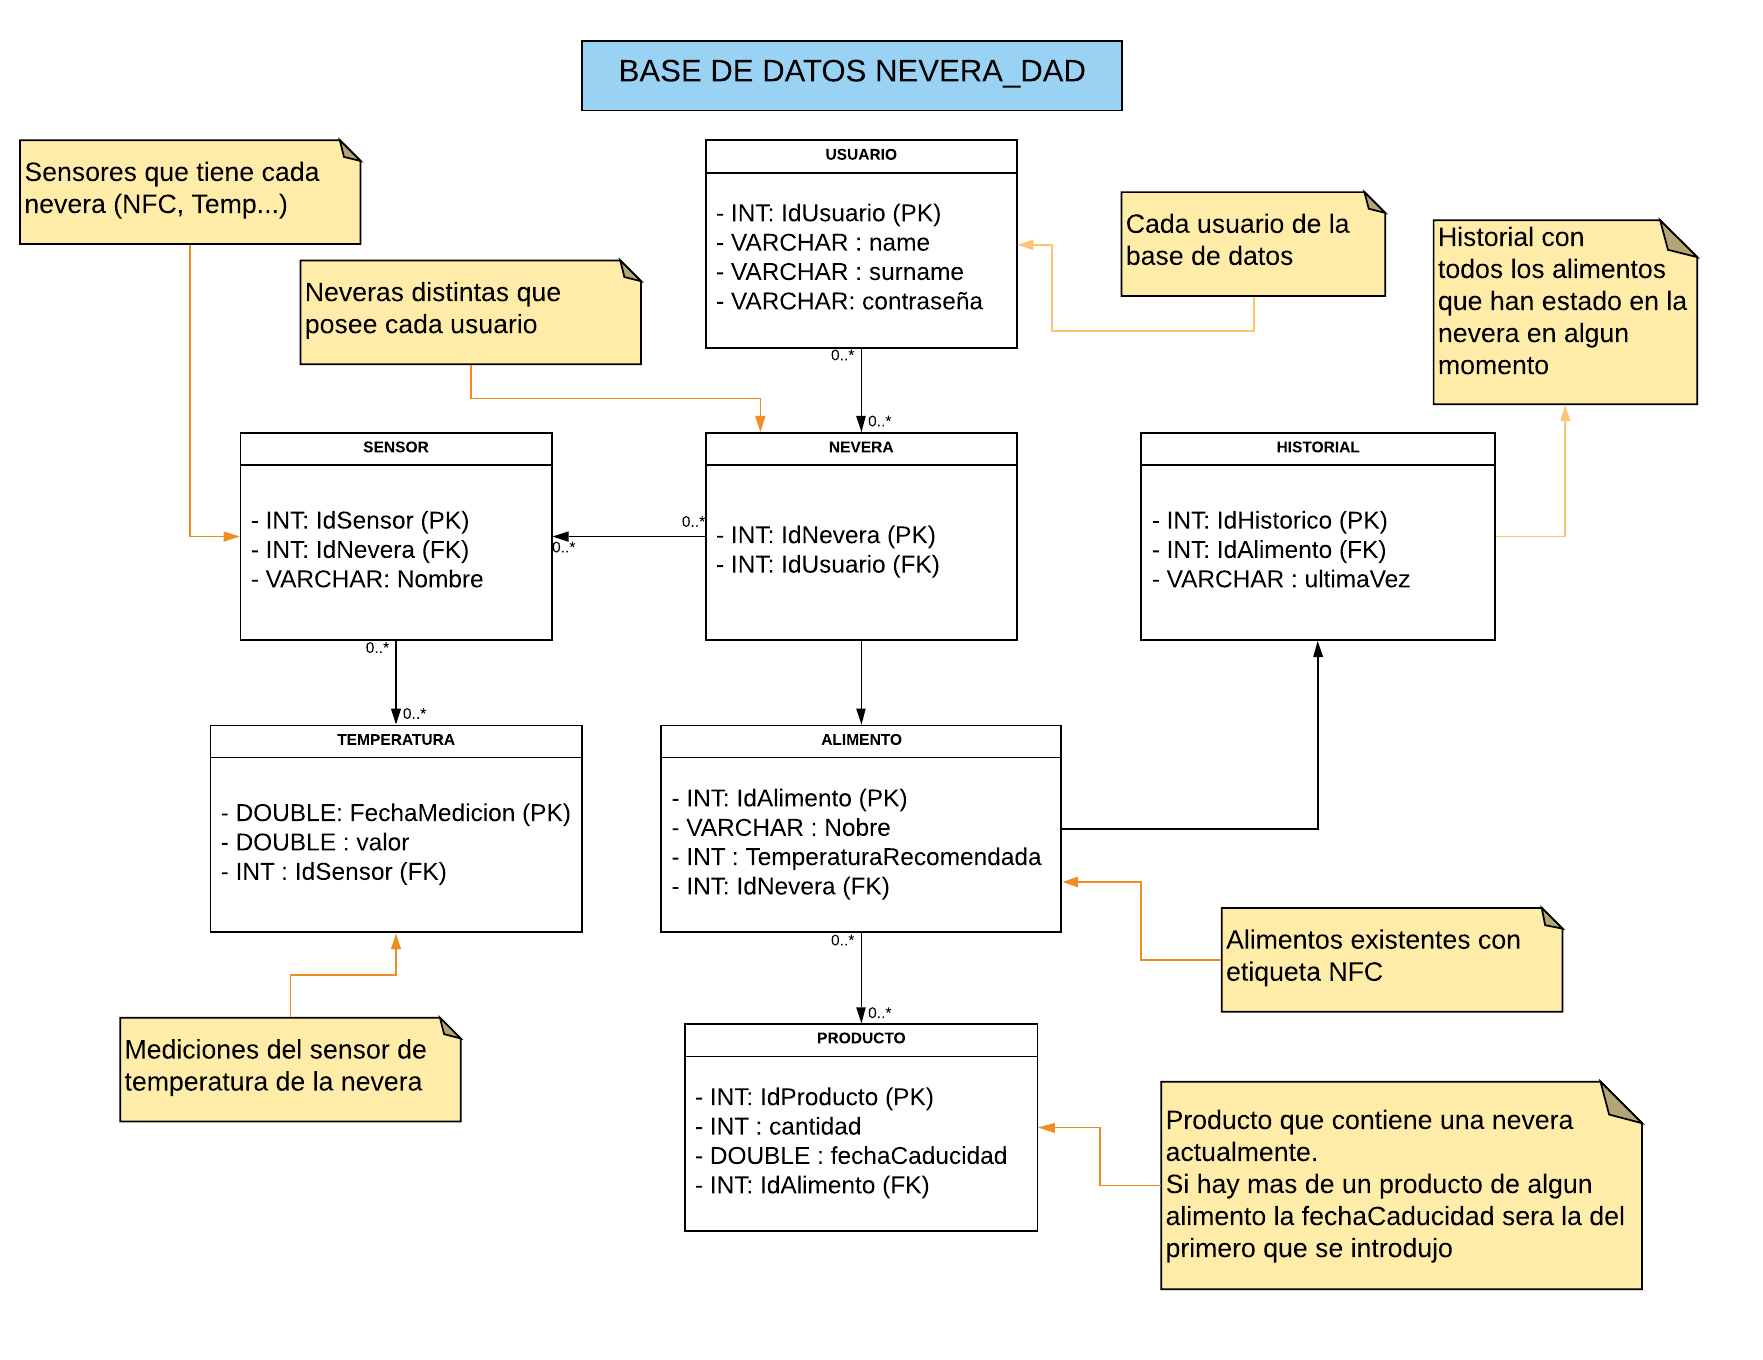 BASE DE DATOS NEVERA_DAD
Sensores que tiene cada
nevera (NFC, Temp...)
USUARIO
- INT: IdUsuario (PK)
- VARCHAR : name
- VARCHAR : surname
- VARCHAR: contraseña
Cada usuario de la
base de datos
Historial con
todos los alimentos
que han estado en la
nevera en algun
momento
Neveras distintas que
posee cada usuario
0..*
0..*
SENSOR
- INT: IdSensor (PK)
- INT: IdNevera (FK)
- VARCHAR: Nombre
0..*
0..*
NEVERA
- INT: IdNevera (PK)
- INT: IdUsuario (FK)
HISTORIAL
- INT: IdHistorico (PK)
- INT: IdAlimento (FK)
- VARCHAR : ultimaVez
0..*
0..*
TEMPERATURA
- DOUBLE: FechaMedicion (PK)
- DOUBLE : valor
- INT : IdSensor (FK)
ALIMENTO
- INT: IdAlimento (PK)
- VARCHAR : Nobre
- INT : TemperaturaRecomendada
- INT: IdNevera (FK)
0..*
0..*
Alimentos existentes con
etiqueta NFC
Mediciones del sensor de
temperatura de la nevera
PRODUCTO
- INT: IdProducto (PK)
- INT : cantidad
- DOUBLE : fechaCaducidad
- INT: IdAlimento (FK)
Producto que contiene una nevera
actualmente.
Si hay mas de un producto de algun
alimento la fechaCaducidad sera la del
primero que se introdujo